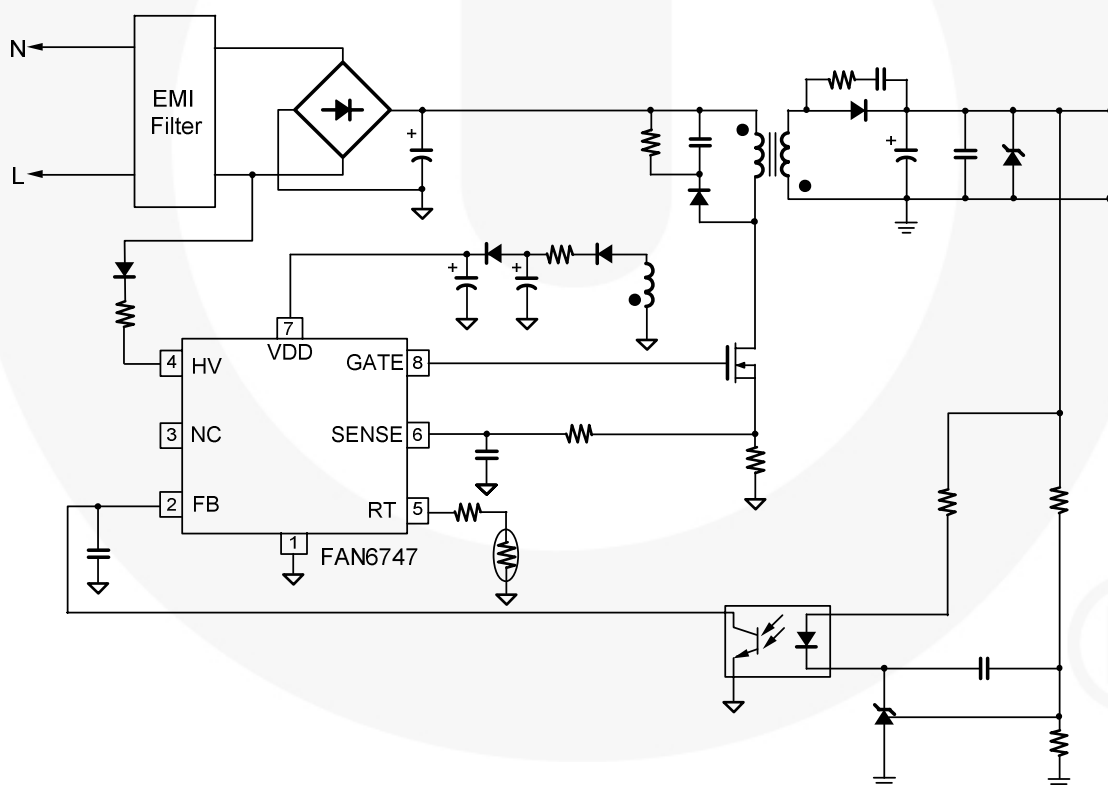 N
EMI
Filter
L
+
+
+
+
7
VDD
4
HV
GATE
8
3
NC
SENSE
6
2
FB
RT
5
1
FAN6747